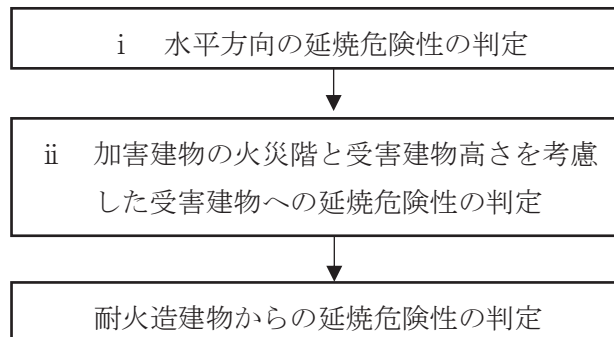 ⅰ 水平方向の延焼危険性の判定
ⅱ 加害建物の火災階と受害建物高さを考慮
した受害建物への延焼危険性の判定
耐火造建物からの延焼危険性の判定